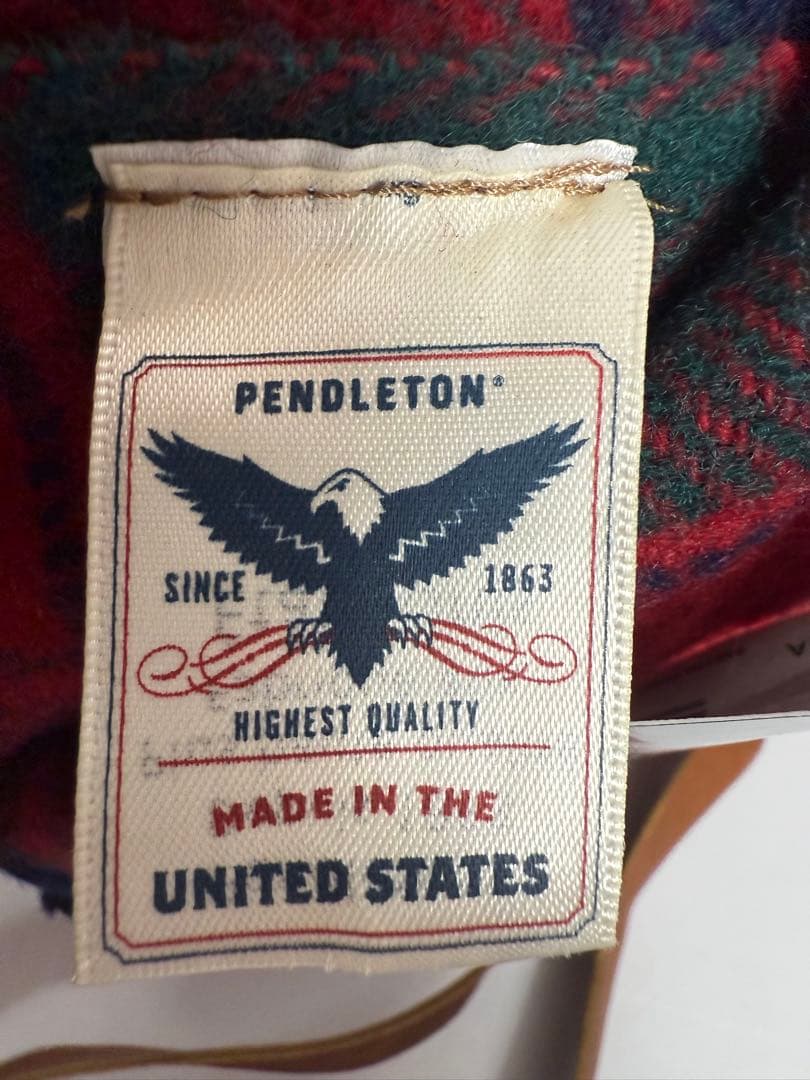 PENDLETON®
SINCE 1863
HIGHEST QUALITY
MADE IN THE
UNITED STATES